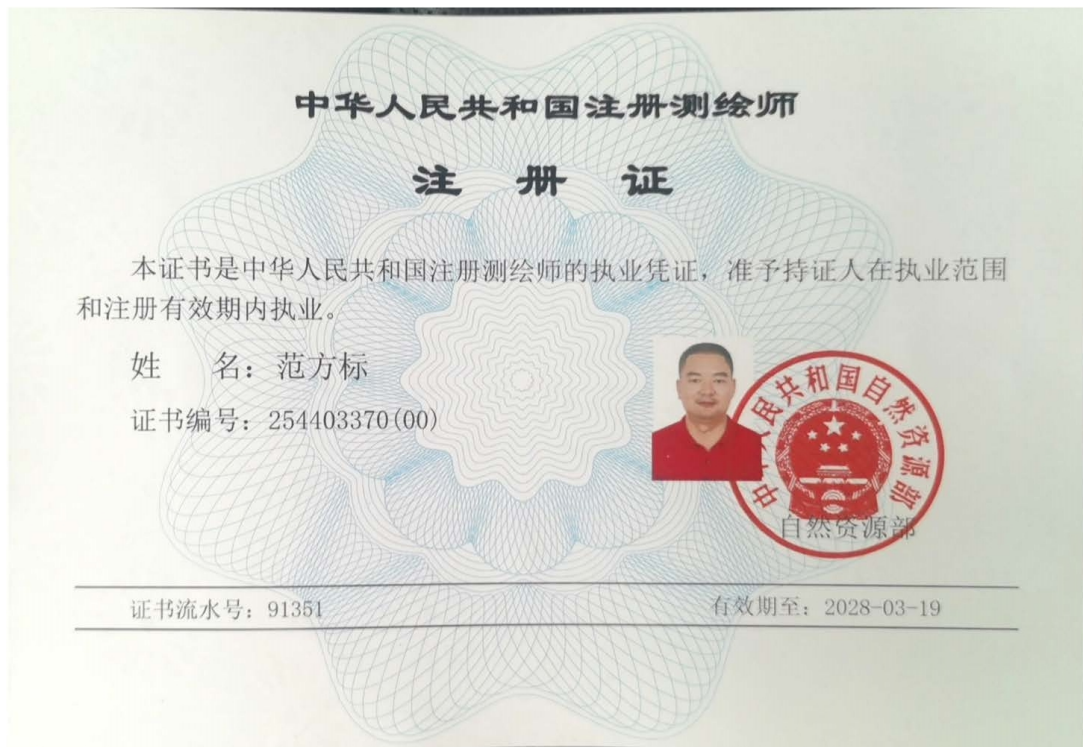 中华人民共和国注册测绘师
注 册 证
本证书是中华人民共和国注册测绘师的执业凭证，准予持证人在执业范围
和注册有效期内执业。
姓 名：范方标
证书编号：254403370(00)
中华人民共和国自然资源部
自然资源部
证书流水号：91351
有效期至：2028-03-19